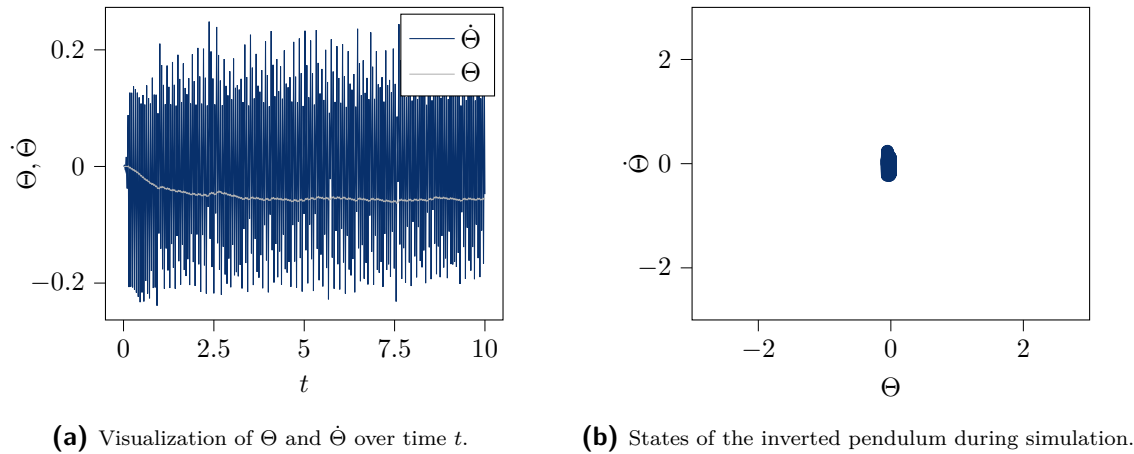 0.2
0
−0.2
Θ, Θ̇
Θ̇
Θ
0 2.5 5 7.5 10
t
(a) Visualization of Θ and Θ̇ over time t.
2
0
−2
Θ̇
−2 0 2
Θ
(b) States of the inverted pendulum during simulation.